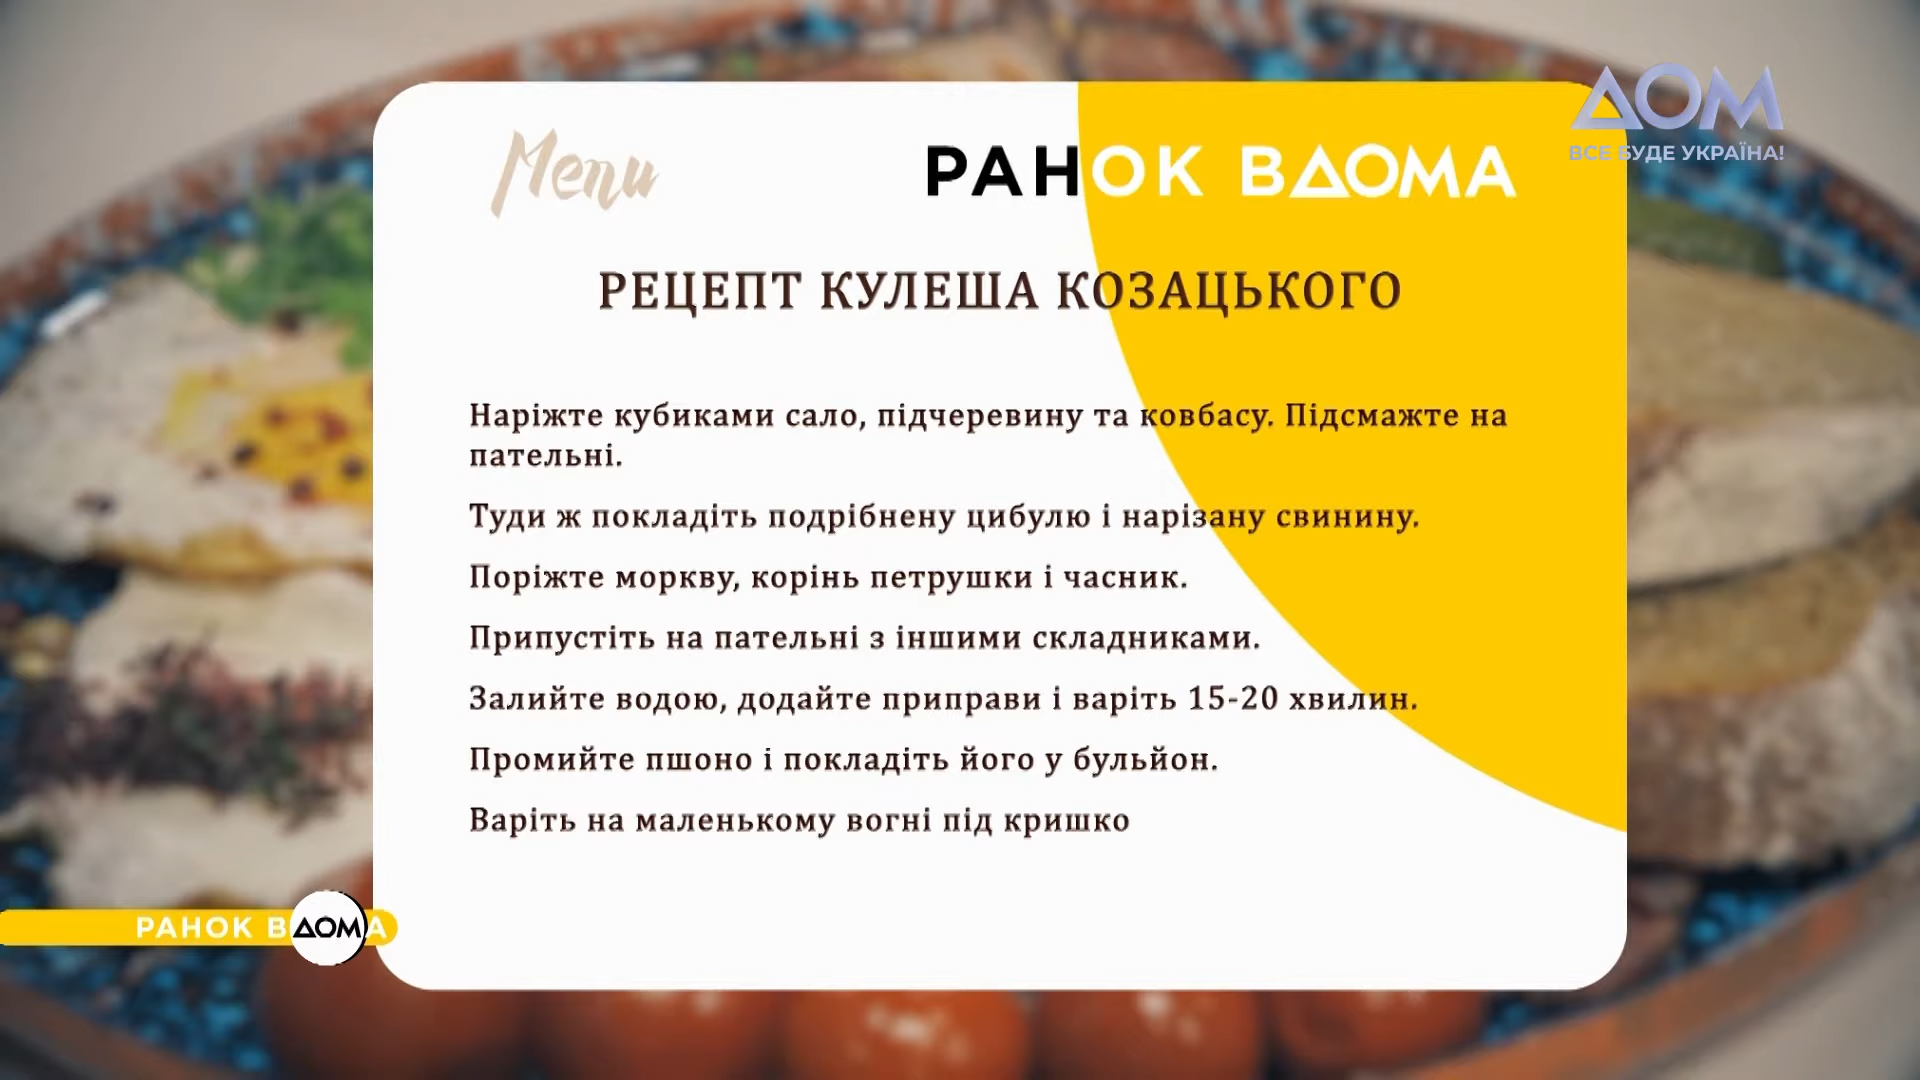 ДОМ
ВСЕ БУДЕ УКРАЇНА!
Menu
РАНОК ВДОМА
РЕЦЕПТ КУЛЕША КОЗАЦЬКОГО
Наріжте кубиками сало, підчеревину та ковбасу. Підсмажте на
пательні.
Туди ж покладіть подрібнену цибулю і нарізану свинину.
Поріжте моркву, корінь петрушки і часник.
Припустіть на пательні з іншими складниками.
Залийте водою, додайте приправи і варіть 15-20 хвилин.
Промийте пшоно і покладіть його у бульйон.
Варіть на маленькому вогні під кришко
РАНОК ВДОМА